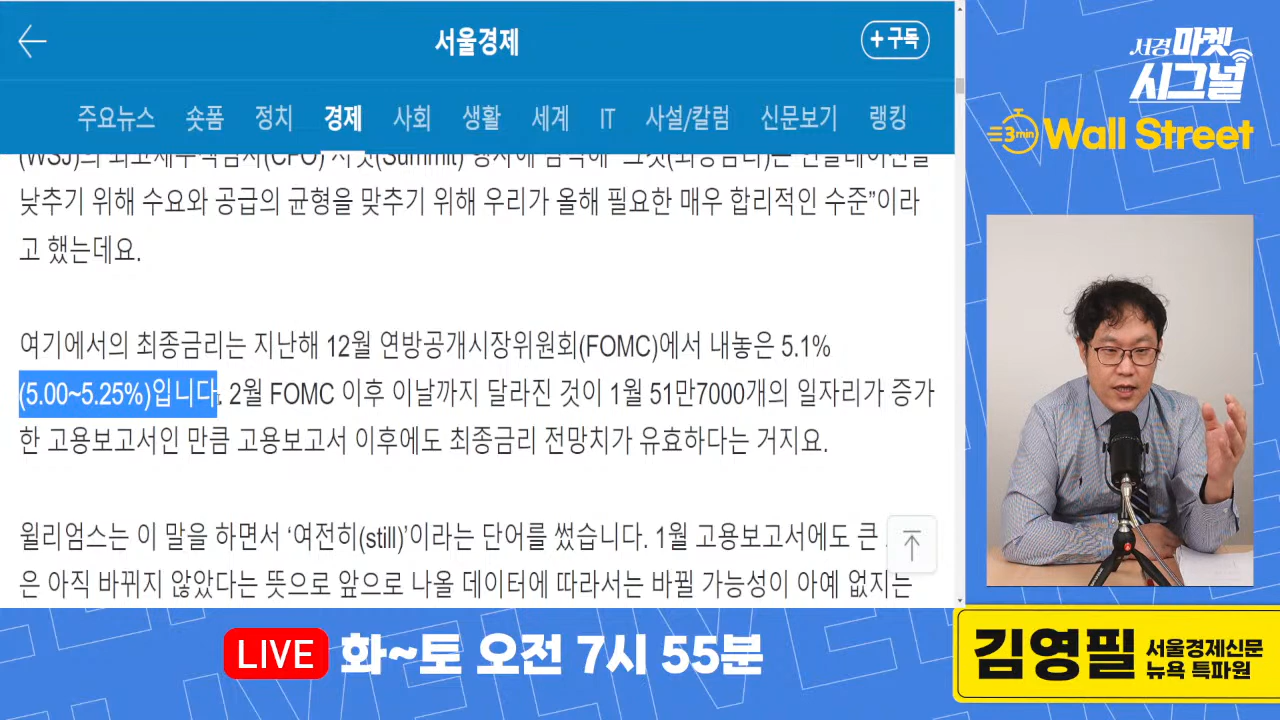 서울경제
+ 구독
주요뉴스 숏폼 정치 경제 사회 생활 세계 IT 사설/칼럼 신문보기 랭킹
낮추기 위해 수요와 공급의 균형을 맞추기 위해 우리가 올해 필요한 매우 합리적인 수준”이라
고 했는데요.
여기에서의 최종금리는 지난해 12월 연방공개시장위원회(FOMC)에서 내놓은 5.1%
(5.00~5.25%)입니다. 2월 FOMC 이후 이날까지 달라진 것이 1월 51만7000개의 일자리가 증가
한 고용보고서인 만큼 고용보고서 이후에도 최종금리 전망치가 유효하다는 거지요.
윌리엄스는 이 말을 하면서 ‘여전히(still)’이라는 단어를 썼습니다. 1월 고용보고서에도 큰
은 아직 바뀌지 않았다는 뜻으로 앞으로 나올 데이터에 따라서는 바뀔 가능성이 아예 없지는
서경 마켓
시그널
3min Wall Street
LIVE 화~토 오전 7시 55분
김영필 서울경제신문
뉴욕 특파원